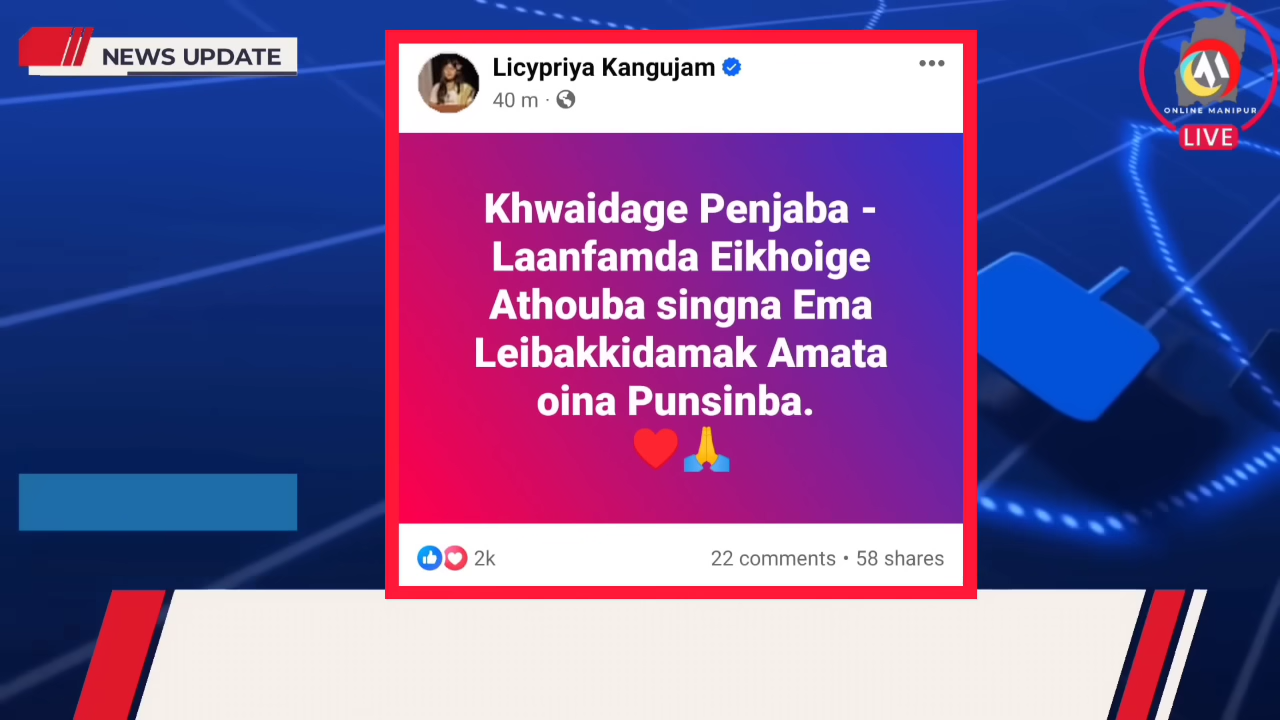 NEWS UPDATE
Licypriya Kangujam
40 m ·
Khwaidage Penjaba -
Laanfamda Eikhoige
Athouba singna Ema
Leibakkidamak Amata
oina Punsinba.
❤️🙏
2k
22 comments • 58 shares
ONLINE MANIPUR
LIVE